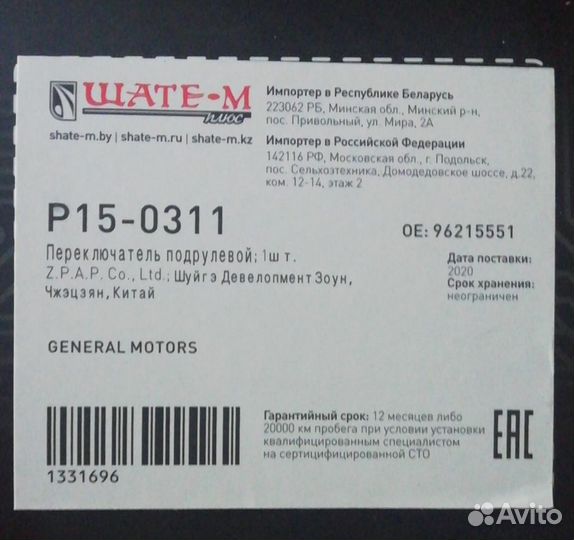 ШАТЕ-М
плюс
shate-m.by | shate-m.ru | shate-m.kz
Импортер в Республике Беларусь
223062 РБ, Минская обл., Минский р-н,
пос. Привольный, ул. Мира, 2А
Импортер в Российской Федерации
142116 РФ, Московская обл., г. Подольск,
пос. Сельхозтехника, Домодедовское шоссе, д.22,
ком. 12-14, этаж 2
P15-0311
OE: 96215551
Переключатель подрулевой; 1шт.
Z.P.A.P. Co., Ltd.; Шуйгэ Девелопмент Зоун,
Чжэцзян, Китай
Дата поставки:
2020
Срок хранения:
неограничен
GENERAL MOTORS
1331696
Гарантийный срок: 12 месяцев либо
20000 км пробега при условии установки
квалифицированным специалистом
на сертифицированной СТО
EAC
Avito